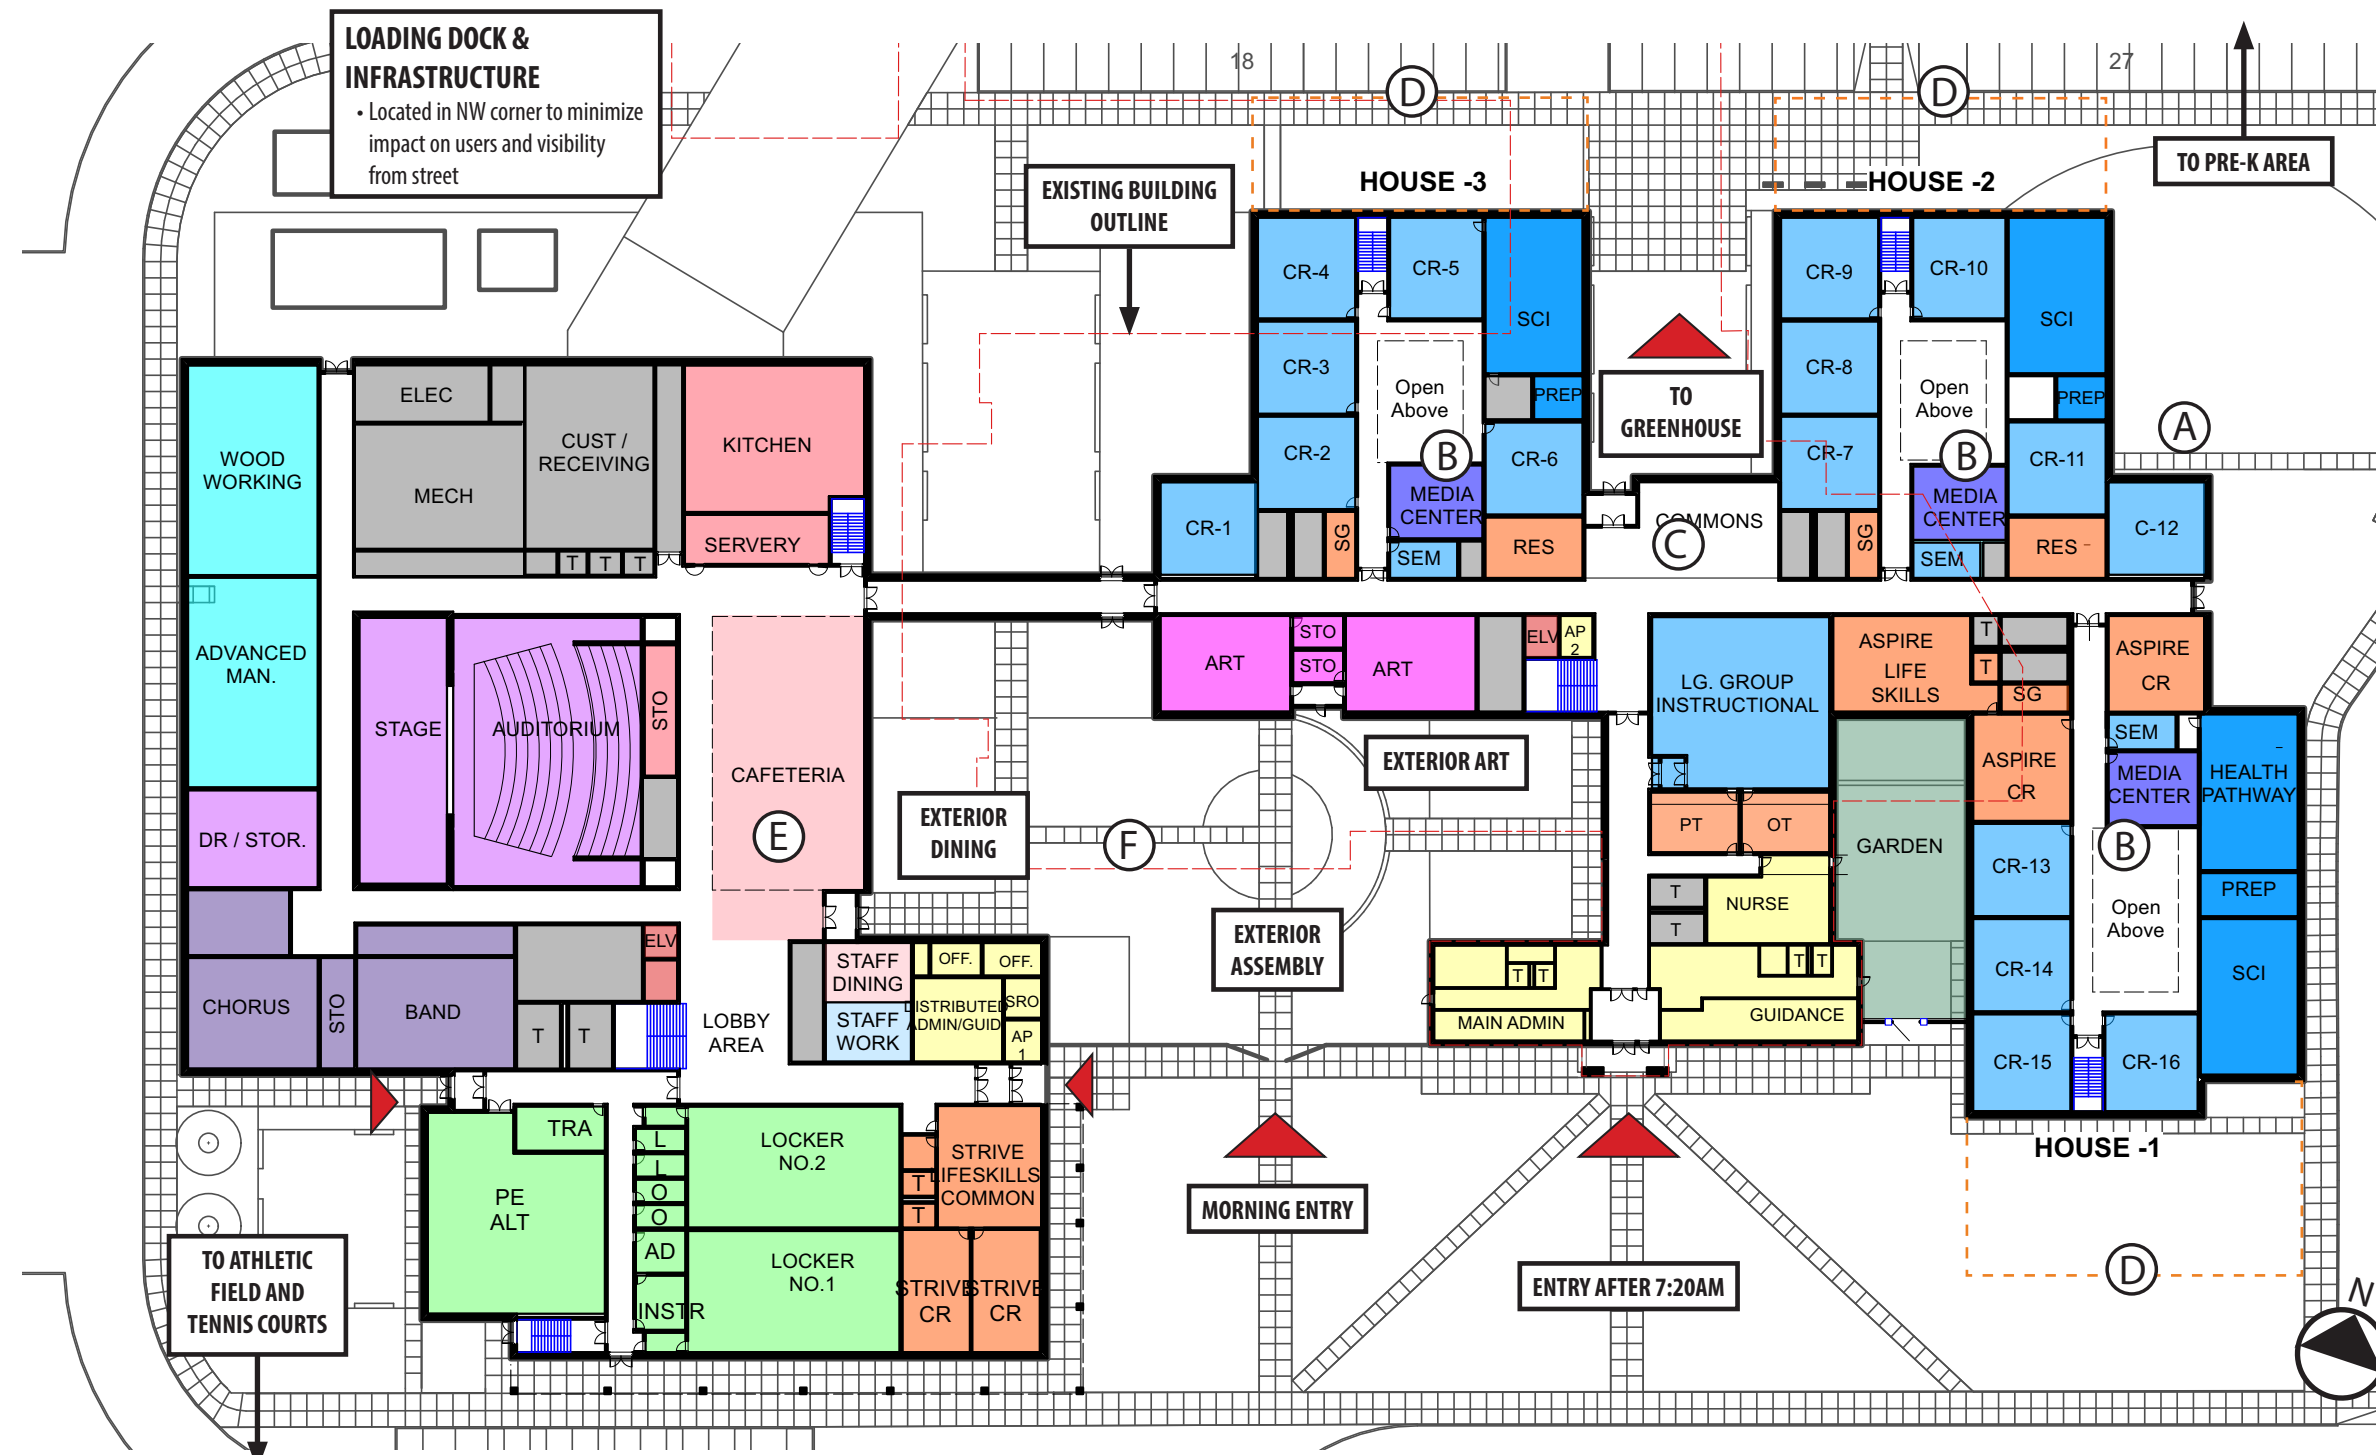 LOADING DOCK &
INFRASTRUCTURE
• Located in NW corner to minimize
impact on users and visibility
from street
18
D
D
27
TO PRE-K AREA
EXISTING BUILDING
OUTLINE
HOUSE -3
HOUSE -2
CR-4
CR-5
SCI
CR-3
Open
Above
PREP
CR-2
B
CR-6
MEDIA
CENTER
CR-1
SG
SEM
RES
TO
GREENHOUSE
COMMONS
C
CR-9
CR-10
SCI
CR-8
Open
Above
PREP
CR-7
B
CR-11
A
MEDIA
CENTER
C-12
SG
SEM
RES
WOOD
WORKING
ELEC
MECH
CUST /
RECEIVING
KITCHEN
SERVERY
T
T
T
ADVANCED
MAN.
STAGE
AUDITORIUM
STO
CAFETERIA
E
DR / STOR.
CHORUS
STO
BAND
ELV
T
T
LOBBY
AREA
STAFF
DINING
STAFF
WORK
OFF.
OFF.
DISTRIBUTED
ADMIN/GUID
SRO
AP
1
ART
STO
STO
ART
ELV
AP
2
EXTERIOR ART
EXTERIOR
DINING
F
EXTERIOR
ASSEMBLY
LG. GROUP
INSTRUCTIONAL
ASPIRE
LIFE
SKILLS
T
T
SG
ASPIRE
CR
ASPIRE
CR
SEM
MEDIA
CENTER
HEALTH
PATHWAY
PT
OT
GARDEN
CR-13
B
T
T
NURSE
PREP
Open
Above
T
T
T
T
CR-14
SCI
MAIN ADMIN
GUIDANCE
CR-15
CR-16
HOUSE -1
D
TRA
PE
ALT
L
L
O
O
AD
INSTR
LOCKER
NO.2
LOCKER
NO.1
STRIVE
LIFESKILLS
COMMON
T
T
STRIVE
CR
STRIVE
CR
MORNING ENTRY
ENTRY AFTER 7:20AM
TO ATHLETIC
FIELD AND
TENNIS COURTS
N